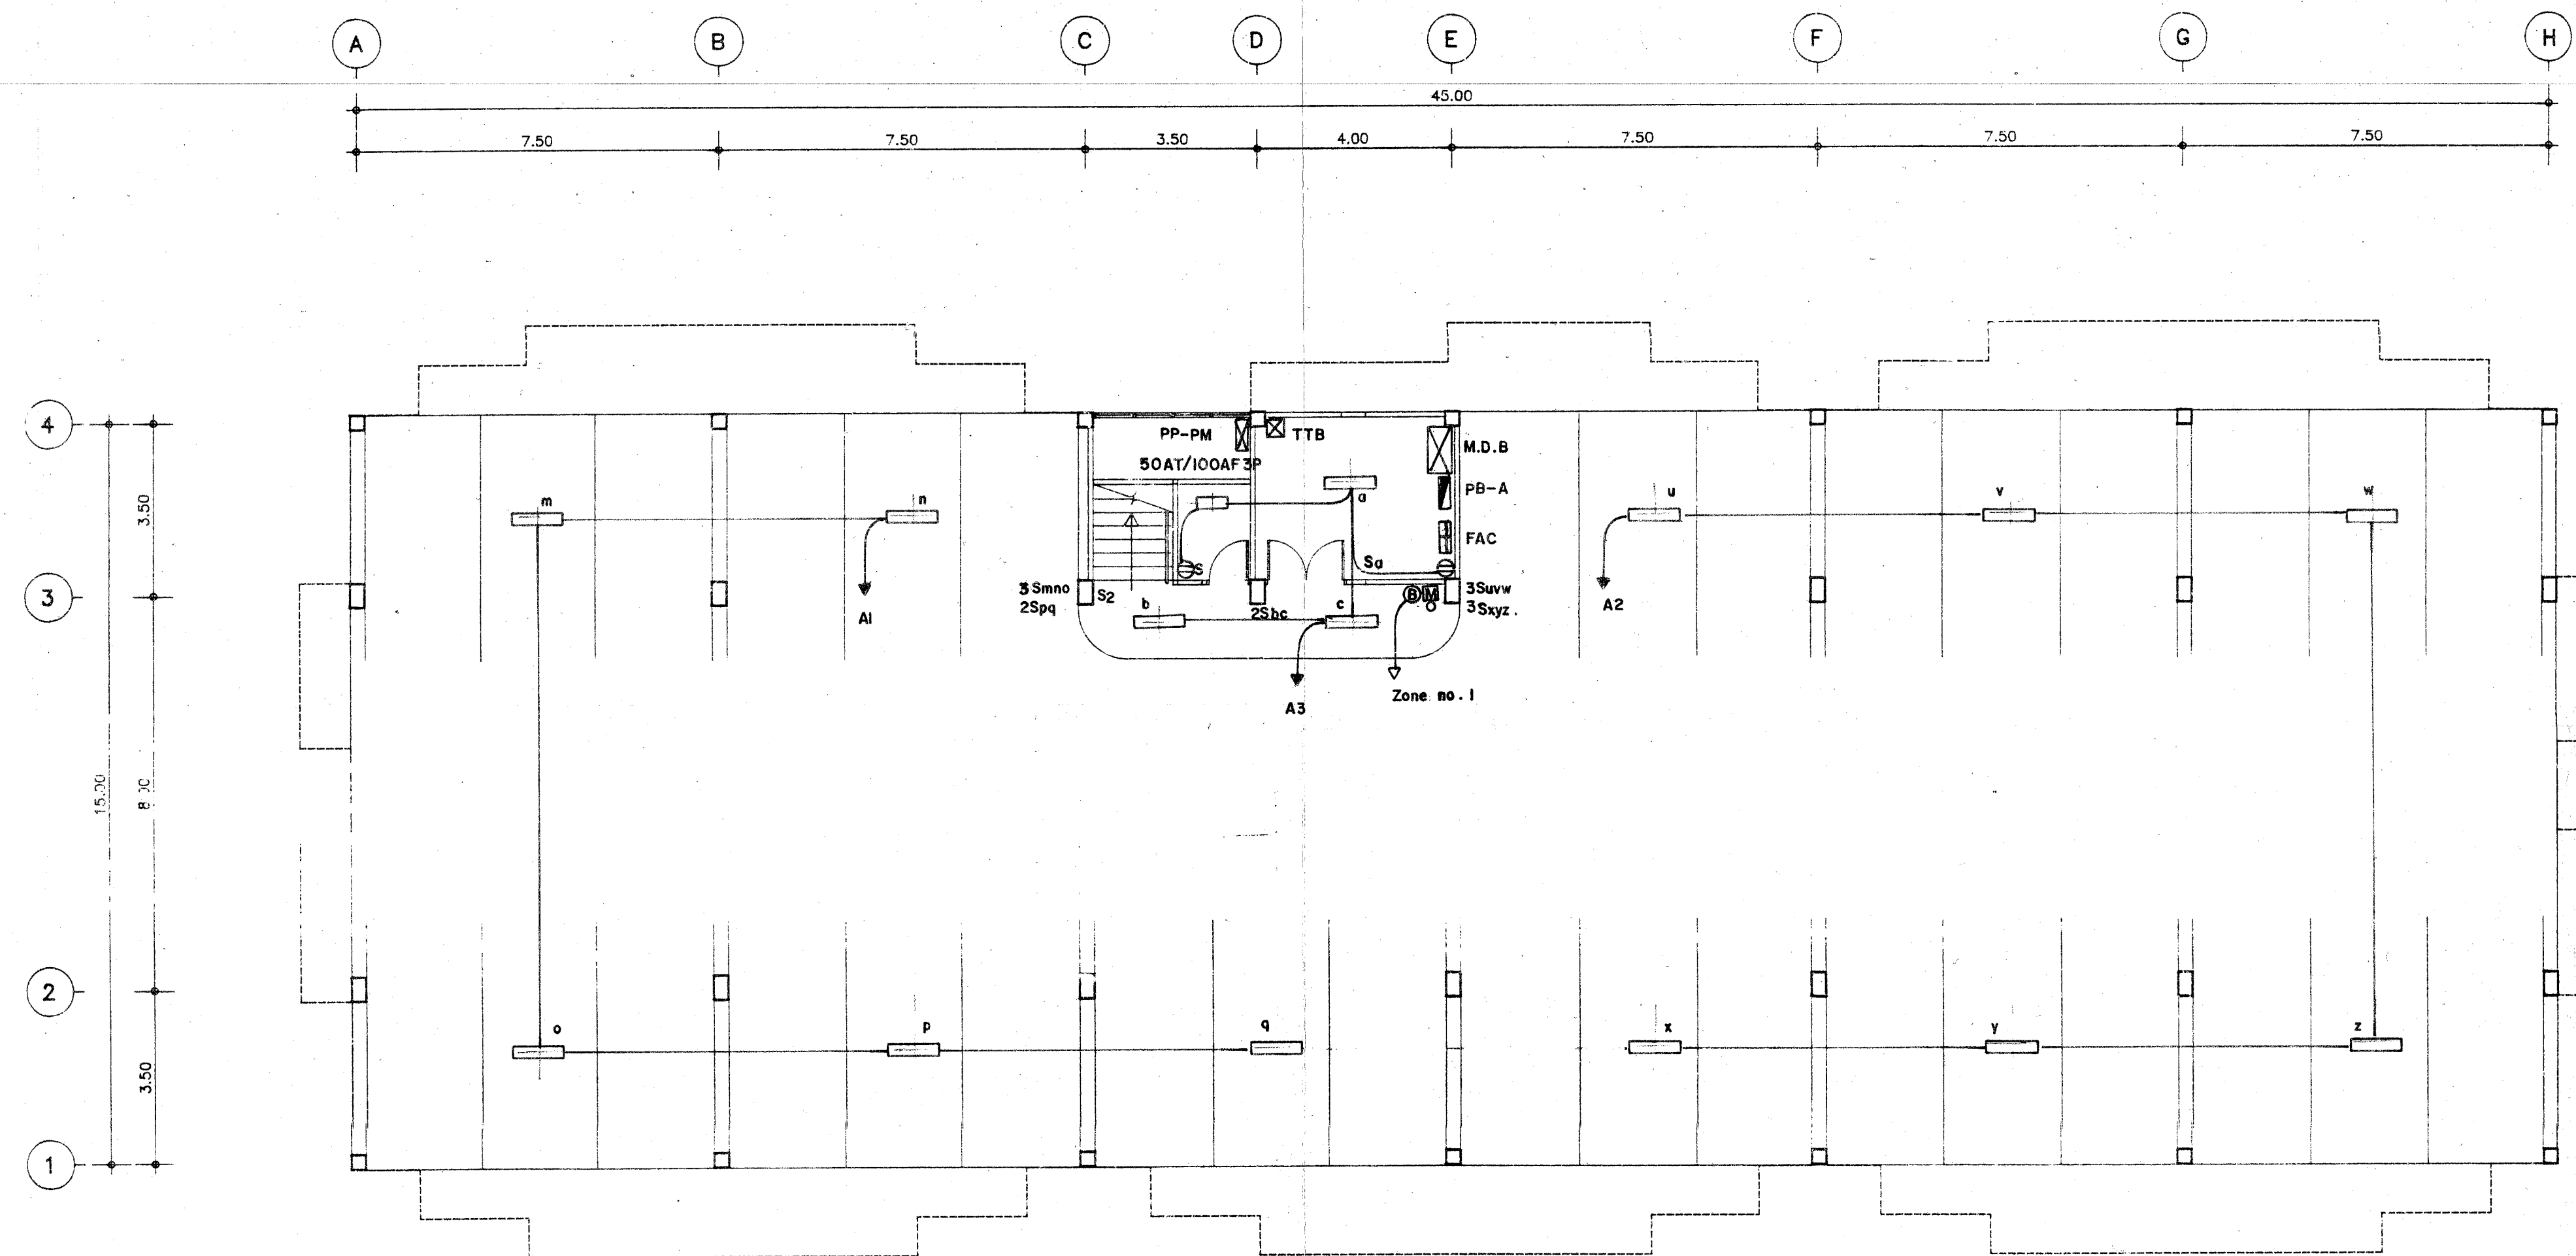 A B C D E F G H
45.00
7.50 7.50 3.50 4.00 7.50 7.50 7.50
4
PP-PM
TTB
M.D.B
50AT/100AF 3P
PB-A
3.50
m
n
a
u
v
w
FAC
S
Sa
3
3Smno
2Spq
S2
b
2Sbc
c
B M
3Suvw
3Sxyz.
A1
A2
Zone no. 1
A3
15.00
2
o
p
q
x
y
z
3.50
1